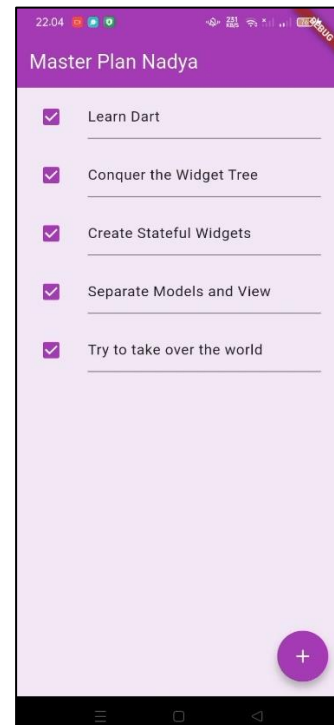 22.04
Master Plan Nadya
Learn Dart
Conquer the Widget Tree
Create Stateful Widgets
Separate Models and View
Try to take over the world